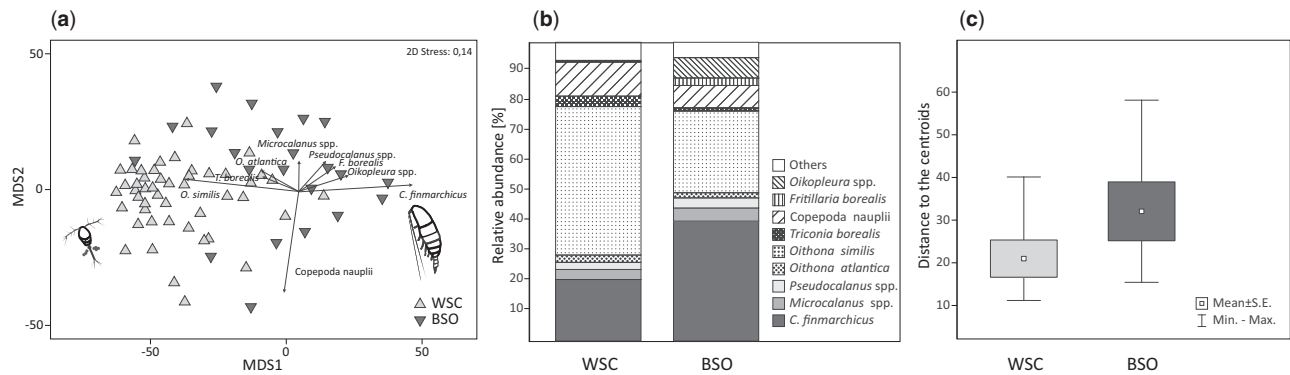 (a)
2D Stress: 0,14
50
0
-50
MDS2
Microcalanus spp.
O. atlantica
Pseudocalanus spp.
F. borealis
T. borealis
Oikopleura spp.
O. similis
C. finmarchicus
Copepoda nauplii
WSC
BSO
-50
0
50
MDS1
(b)
Relative abundance [%]
90
80
70
60
50
40
30
20
10
WSC
BSO
Others
Oikopleura spp.
Fritillaria borealis
Copepoda nauplii
Triconia borealis
Oithona similis
Oithona atlantica
Pseudocalanus spp.
Microcalanus spp.
C. finmarchicus
(c)
Distance to the centroids
60
50
40
30
20
10
Mean±S.E.
Min. - Max.
WSC
BSO